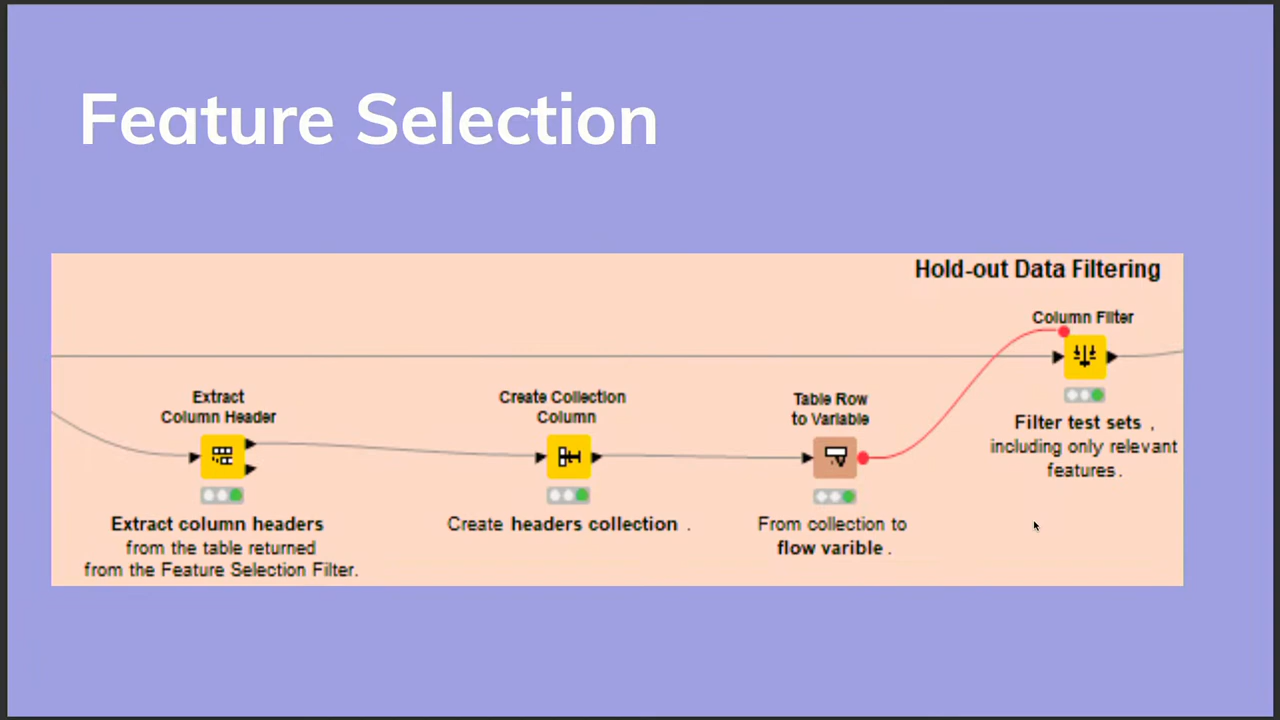 Feature Selection
Hold-out Data Filtering
Column Filter
Extract
Column Header
Create Collection
Column
Table Row
to Variable
Filter test sets ,
including only relevant
features.
Extract column headers
from the table returned
from the Feature Selection Filter.
Create headers collection .
From collection to
flow varible .